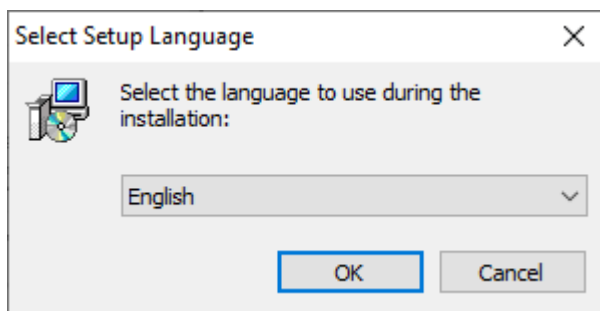 Select Setup Language
Select the language to use during the
installation:
English
OK
Cancel